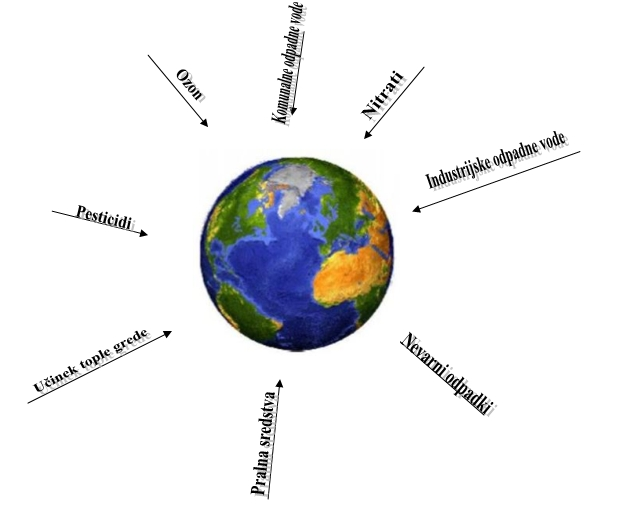 Komunalne odpadne vode
Ozon
Nitrati
Industrijske odpadne vode
Pesticidi
Učinek tople grede
Nevarni odpadki
Pralna sredstva